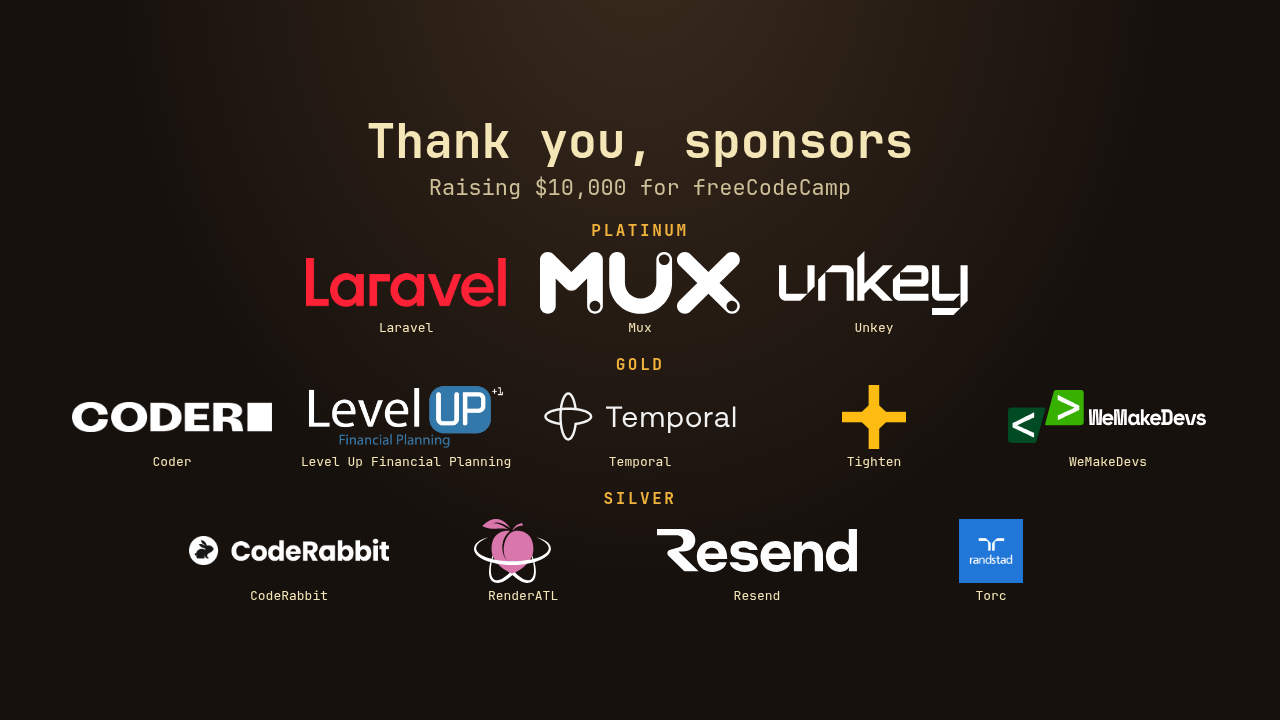 Thank you, sponsors
Raising $10,000 for freeCodeCamp
PLATINUM
Laravel
MUX
unkey
Laravel
Mux
Unkey
GOLD
CODER
Level UP +1
Financial Planning
Temporal
< >
WeMakeDevs
Coder
Level Up Financial Planning
Temporal
Tighten
WeMakeDevs
SILVER
CodeRabbit
Resend
randstad
CodeRabbit
RenderATL
Resend
Torc